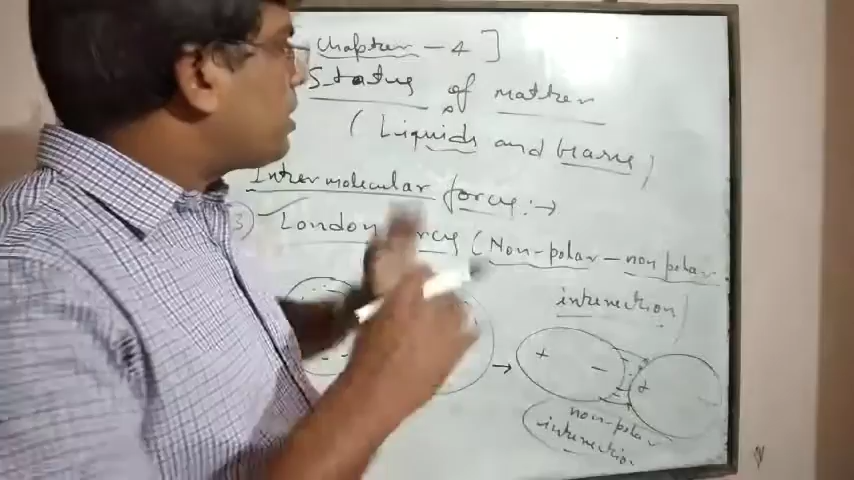 Chapter - 4 ]
States of matter
( Liquids and
Intermolecular forces :→
3) London forces (Non-polar - non polar
interaction)
+ - +
non-polar
interaction